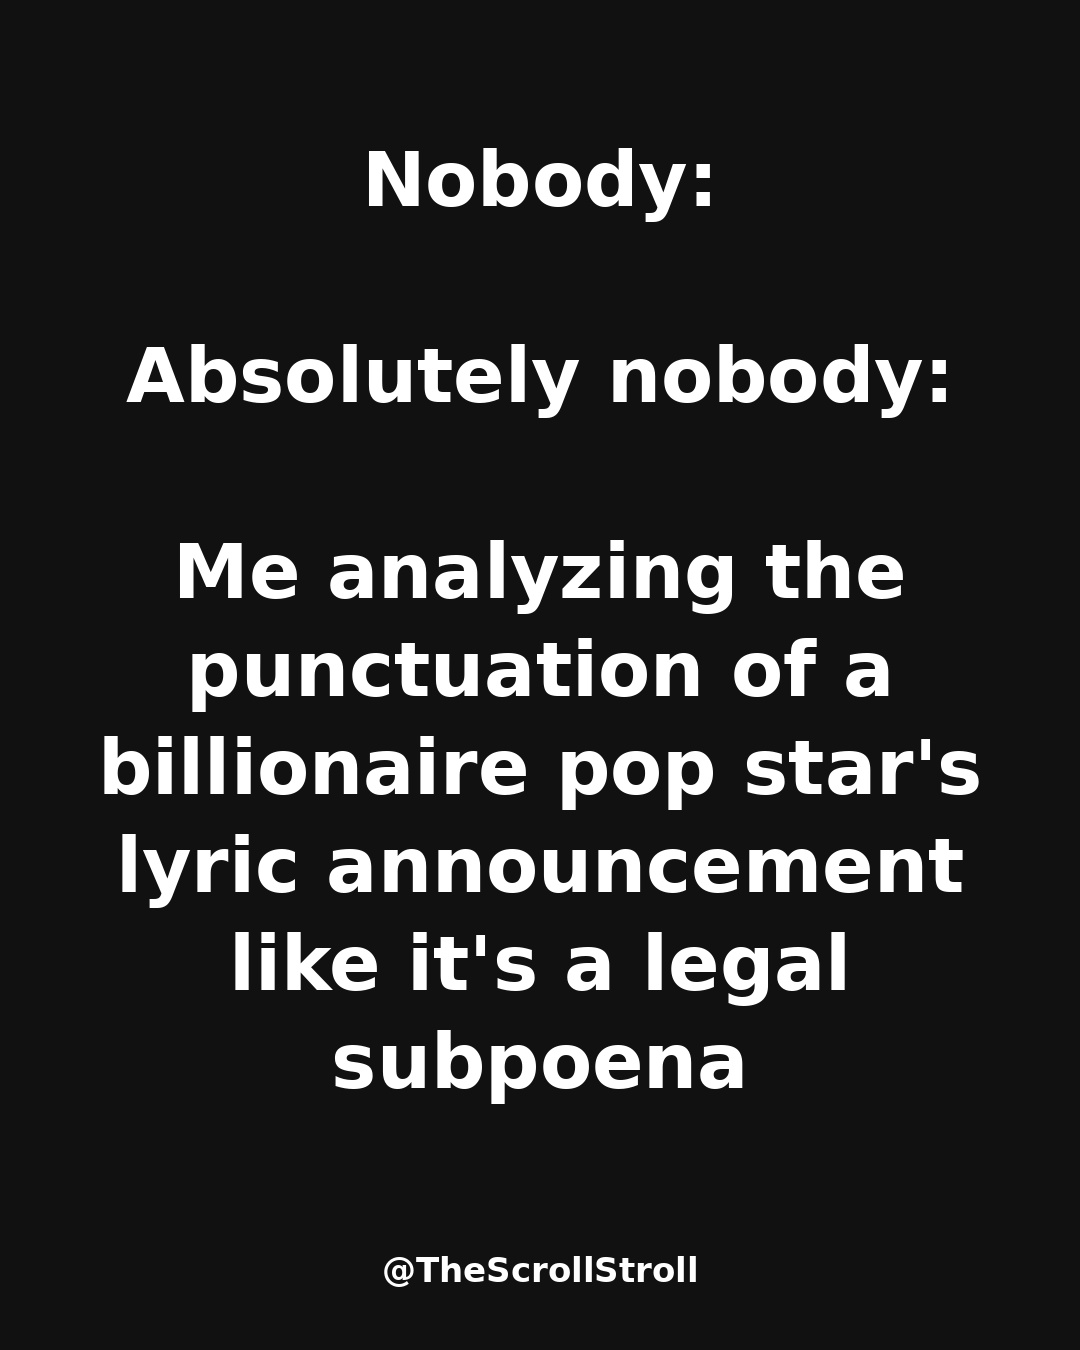 Nobody:
Absolutely nobody:
Me analyzing the
punctuation of a
billionaire pop star's
lyric announcement
like it's a legal
subpoena
@TheScrollStroll